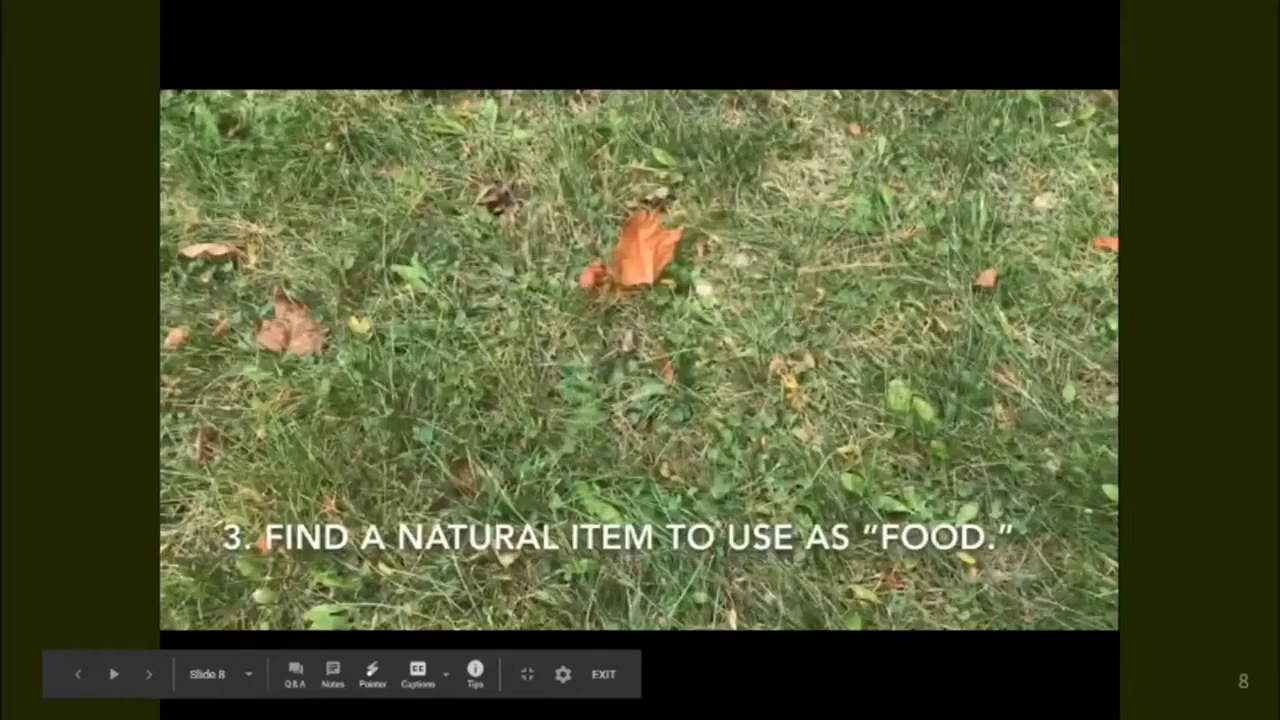 3. FIND A NATURAL ITEM TO USE AS “FOOD.”
Slide 8
Q&A Notes Pointer Captions Tips EXIT
8